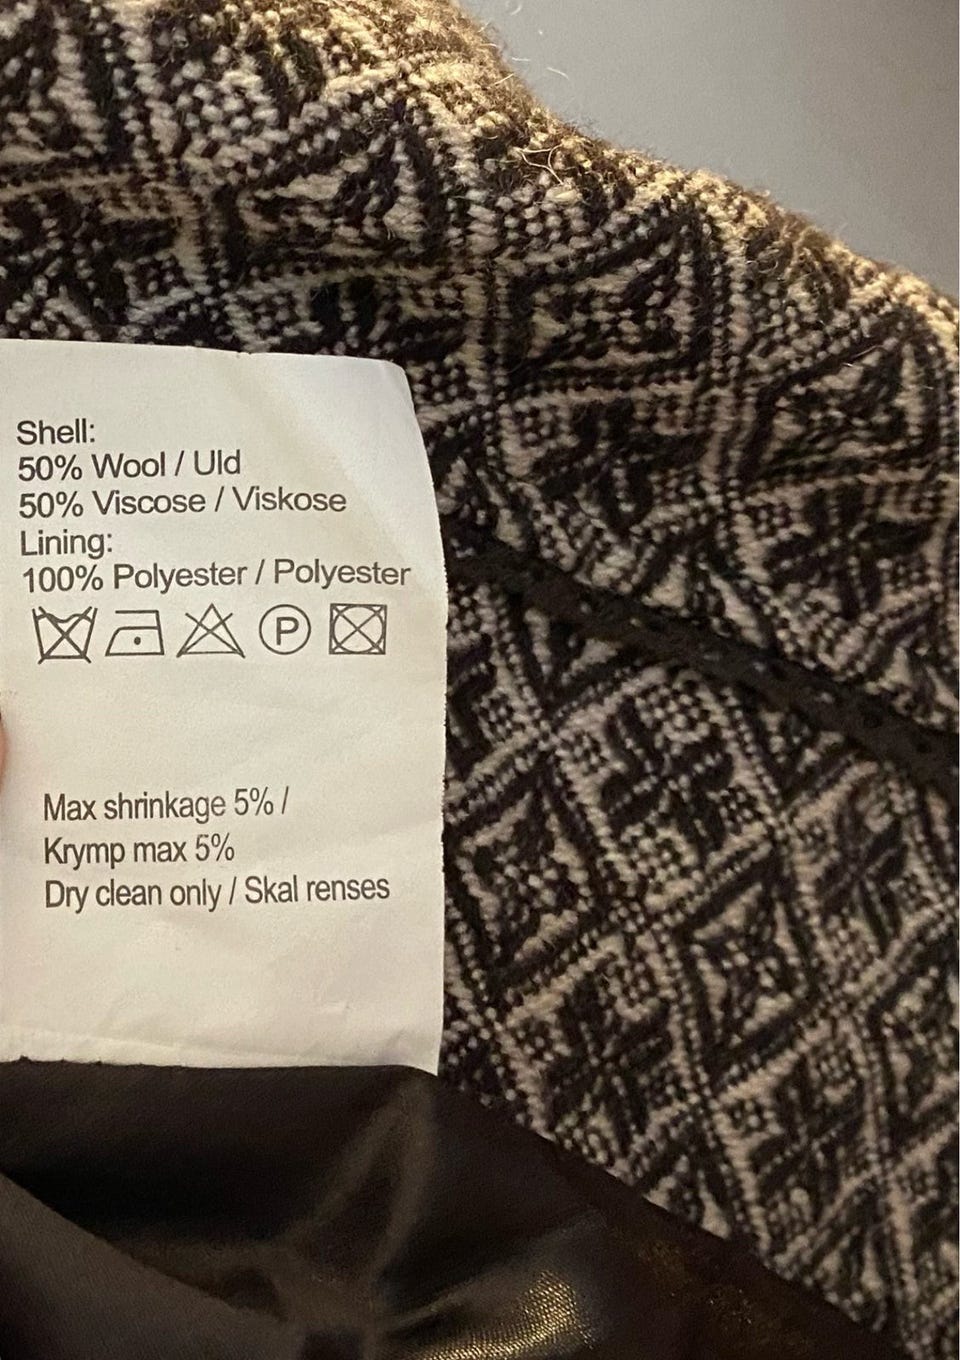 Shell:
50% Wool / Uld
50% Viscose / Viskose
Lining:
100% Polyester / Polyester
P
Max shrinkage 5% /
Krymp max 5%
Dry clean only / Skal renses